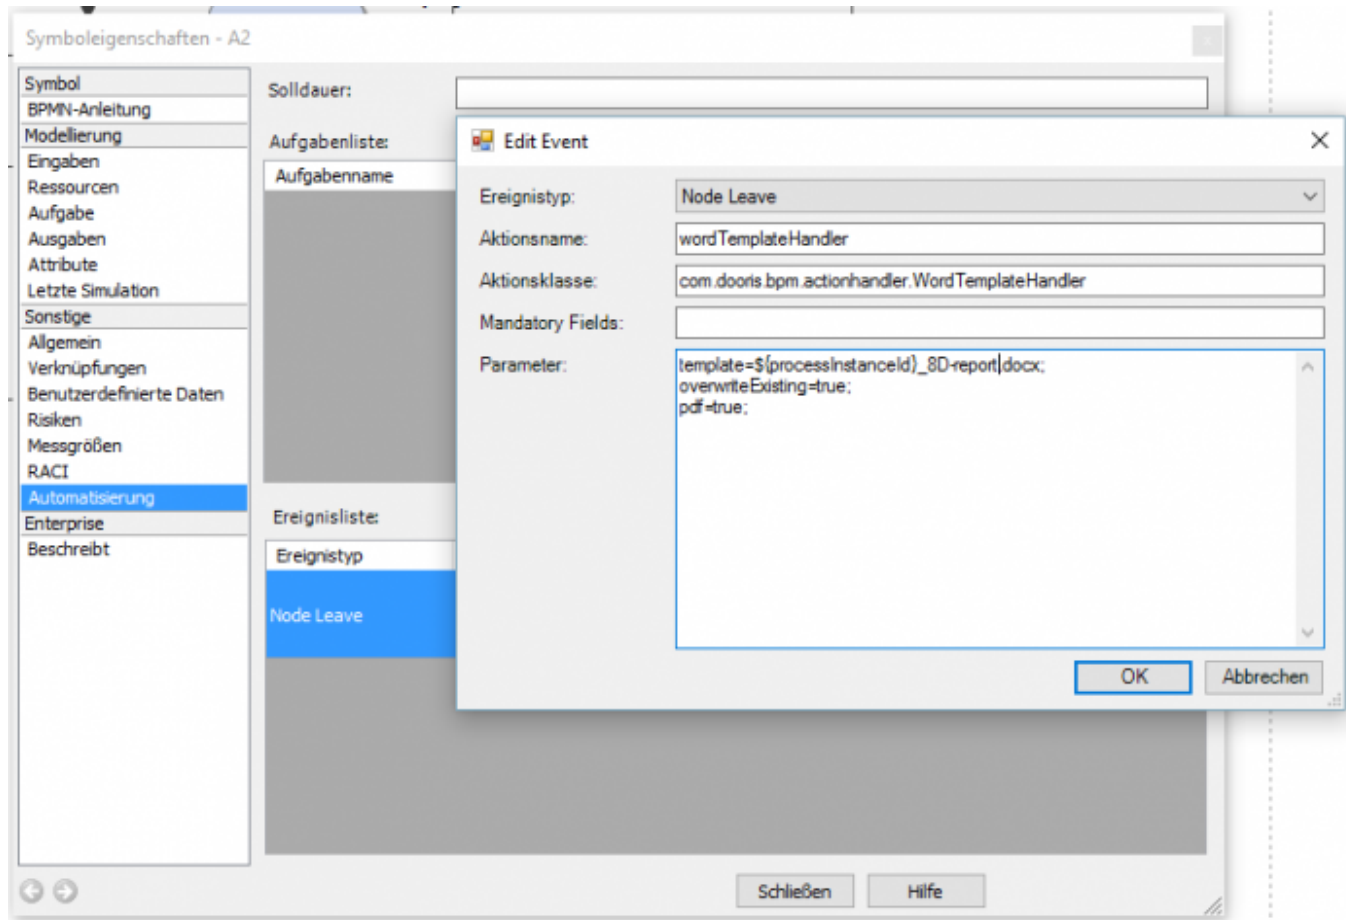 Symboleigenschaften - A2
Symbol
BPMN-Anleitung
Modellierung
Eingaben
Ressourcen
Aufgabe
Ausgaben
Attribute
Letzte Simulation
Sonstige
Allgemein
Verknüpfungen
Benutzerdefinierte Daten
Risiken
Messgrößen
RACI
Automatisierung
Enterprise
Beschreibt
Solldauer:
Aufgabenliste:
Aufgabenname
Ereignisliste:
Ereignistyp
Node Leave
Edit Event
Ereignistyp:
Node Leave
Aktionsname:
wordTemplateHandler
Aktionsklasse:
com.dooris.bpm.actionhandler.WordTemplateHandler
Mandatory Fields:
Parameter:
template=${processInstanceId}_8D-report.docx;
overwriteExisting=true;
pdf=true;
OK
Abbrechen
Schließen
Hilfe